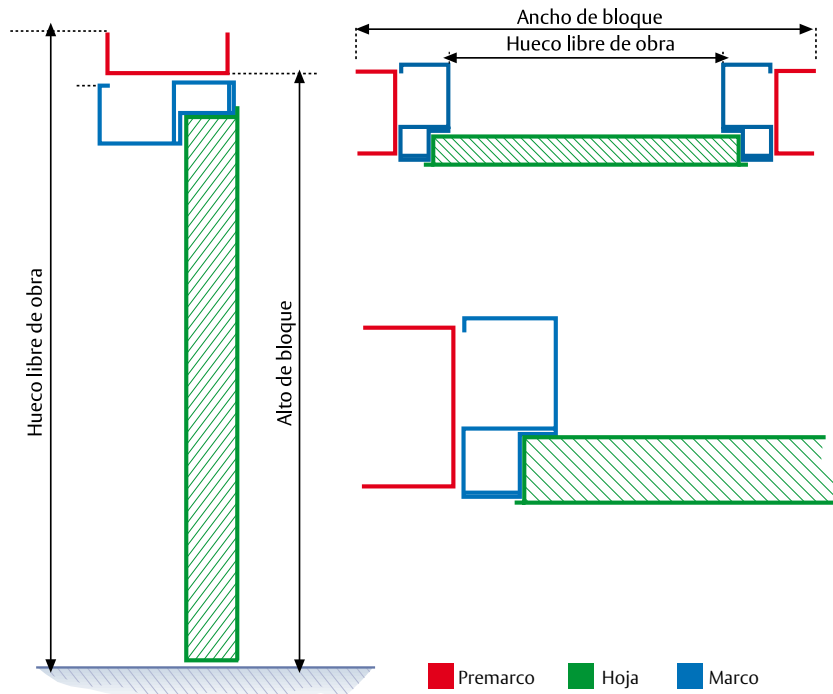 Ancho de bloque
Hueco libre de obra
Hueco libre de obra
Alto de bloque
Premarco
Hoja
Marco